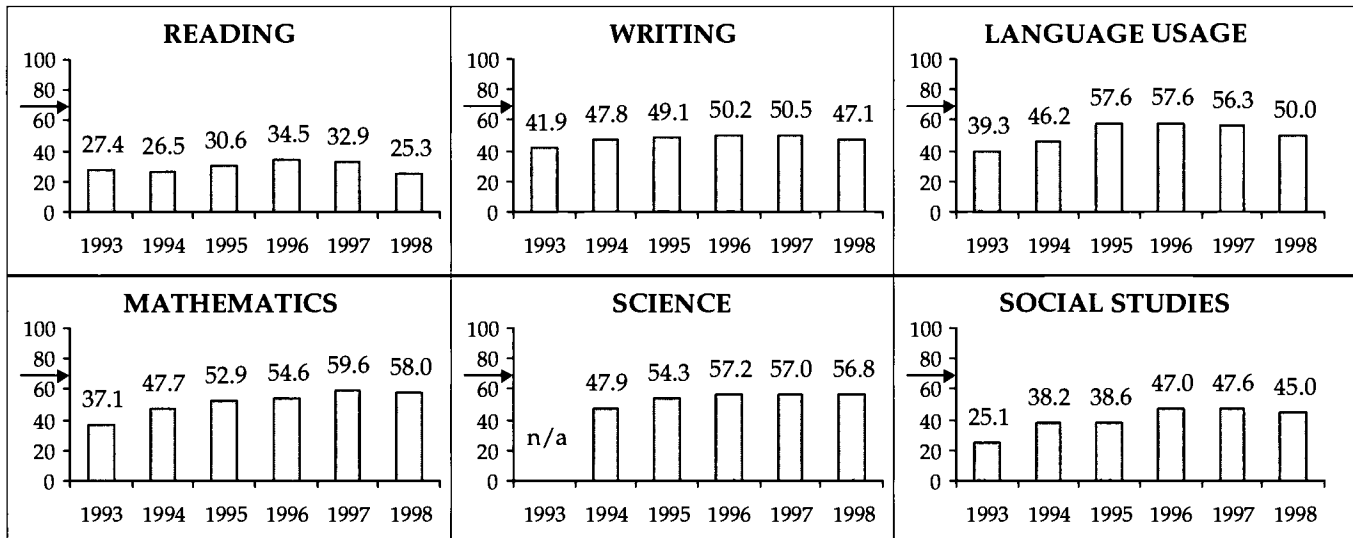 READING
100
80
60
40
20
0
27.4 26.5 30.6 34.5 32.9 25.3
1993 1994 1995 1996 1997 1998
WRITING
100
80
60
40
20
0
41.9 47.8 49.1 50.2 50.5 47.1
1993 1994 1995 1996 1997 1998
LANGUAGE USAGE
100
80
60
40
20
0
39.3 46.2 57.6 57.6 56.3 50.0
1993 1994 1995 1996 1997 1998
MATHEMATICS
100
80
60
40
20
0
37.1 47.7 52.9 54.6 59.6 58.0
1993 1994 1995 1996 1997 1998
SCIENCE
100
80
60
40
20
0
n/a 47.9 54.3 57.2 57.0 56.8
1993 1994 1995 1996 1997 1998
SOCIAL STUDIES
100
80
60
40
20
0
25.1 38.2 38.6 47.0 47.6 45.0
1993 1994 1995 1996 1997 1998